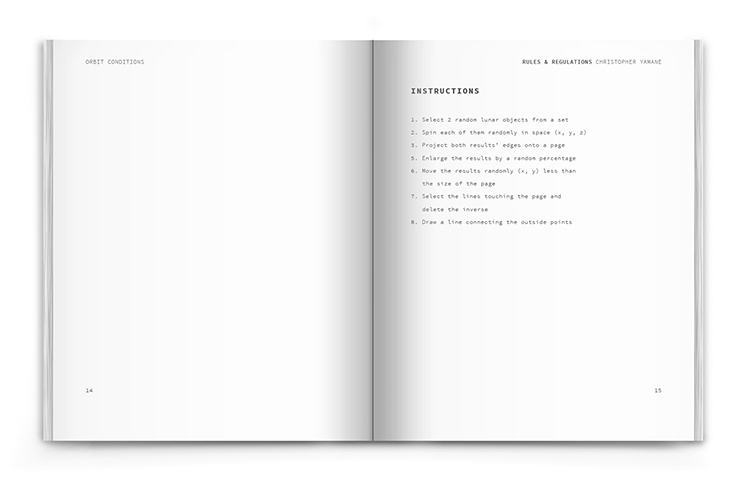 ORBIT CONDITIONS
RULES & REGULATIONS CHRISTOPHER YAMANE
INSTRUCTIONS
1. Select 2 random lunar objects from a set
2. Spin each of them randomly in space (x, y, z)
3. Project both results' edges onto a page
5. Enlarge the results by a random percentage
6. Move the results randomly (x, y) less than
the size of the page
7. Select the lines touching the page and
delete the inverse
8. Draw a line connecting the outside points
14
15